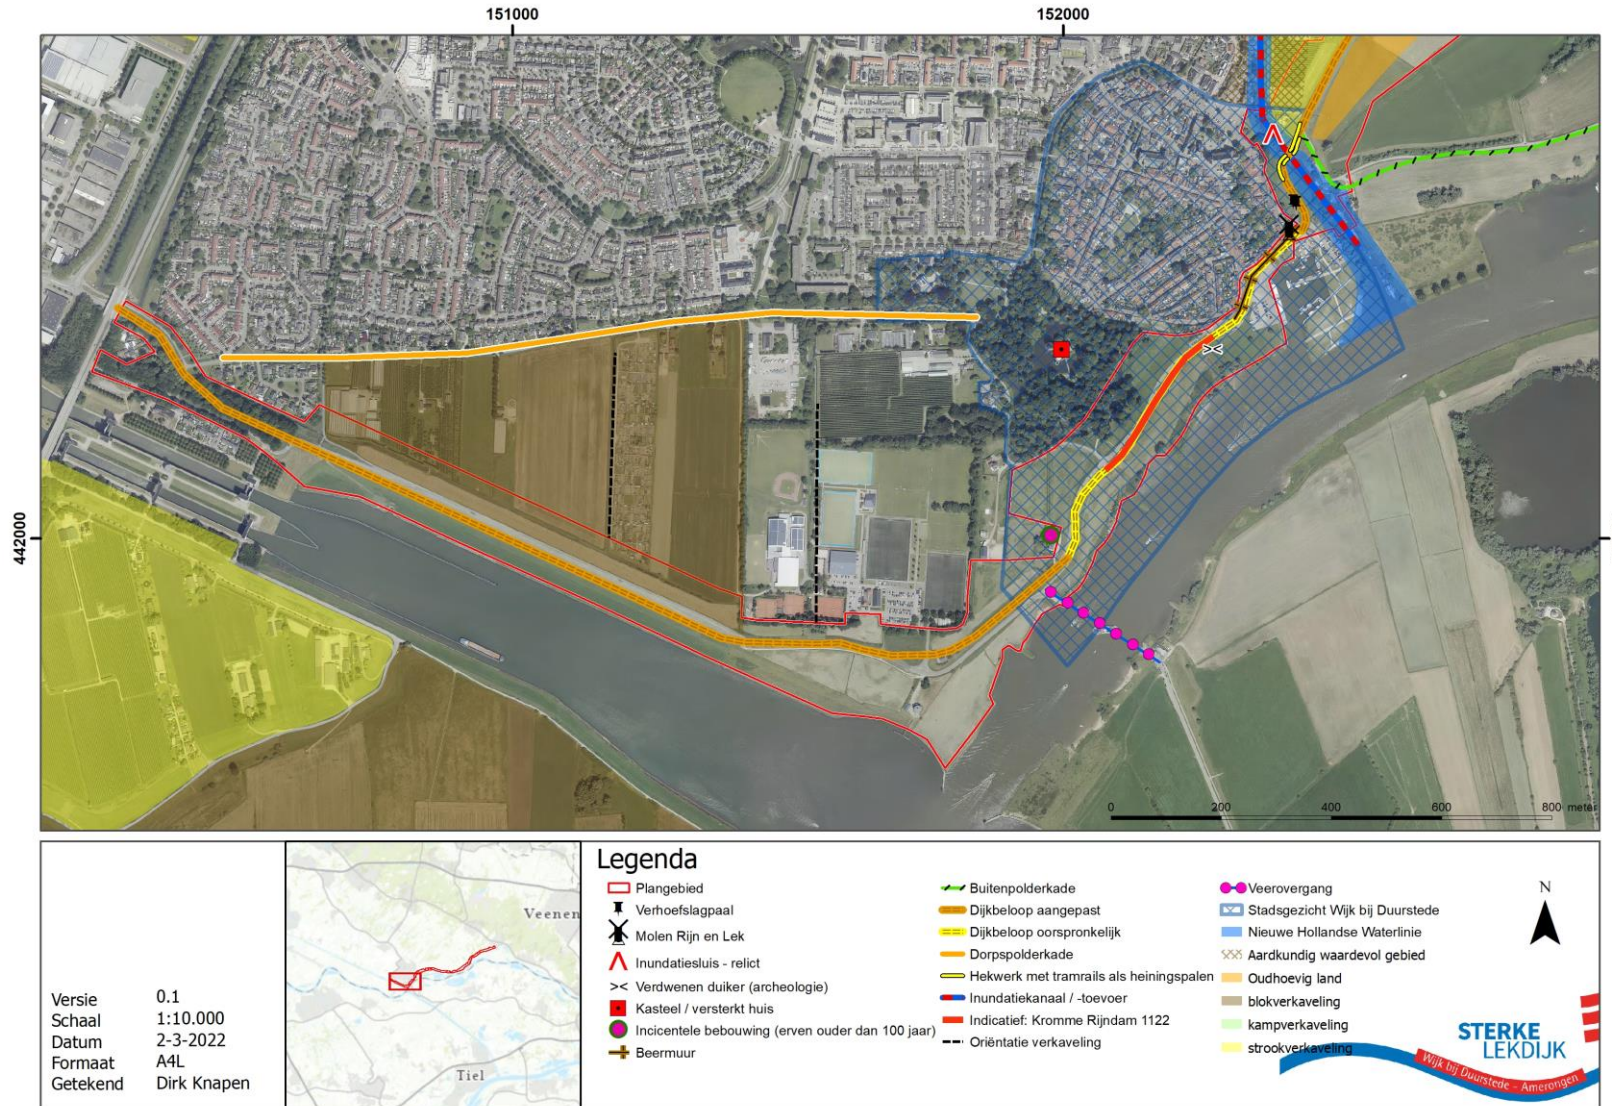 151000
152000
442000
0 200 400 600 800 meter
Versie 0.1
Schaal 1:10.000
Datum 2-3-2022
Formaat A4L
Getekend Dirk Knapen
Veenen
Tiel
Legenda
Plangebied
Verhoefslagpaal
Molen Rijn en Lek
Inundatiesluis - relict
Verdwenen duiker (archeologie)
Kasteel / versterkt huis
Incicentele bebouwing (erven ouder dan 100 jaar)
Beermuur
Buitenpolderkade
Dijkbeloop aangepast
Dijkbeloop oorspronkelijk
Dorpspolderkade
Hekwerk met tramrails als heiningspalen
Inundatiekanaal / -toevoer
Indicatief: Kromme Rijndam 1122
Oriëntatie verkaveling
Veerovergang
Stadsgezicht Wijk bij Duurstede
Nieuwe Hollandse Waterlinie
Aardkundig waardevol gebied
Oudhoevig land
blokverkaveling
kampverkaveling
strookverkaveling
N
STERKE
LEKDIJK
Wijk bij Duurstede - Amerongen